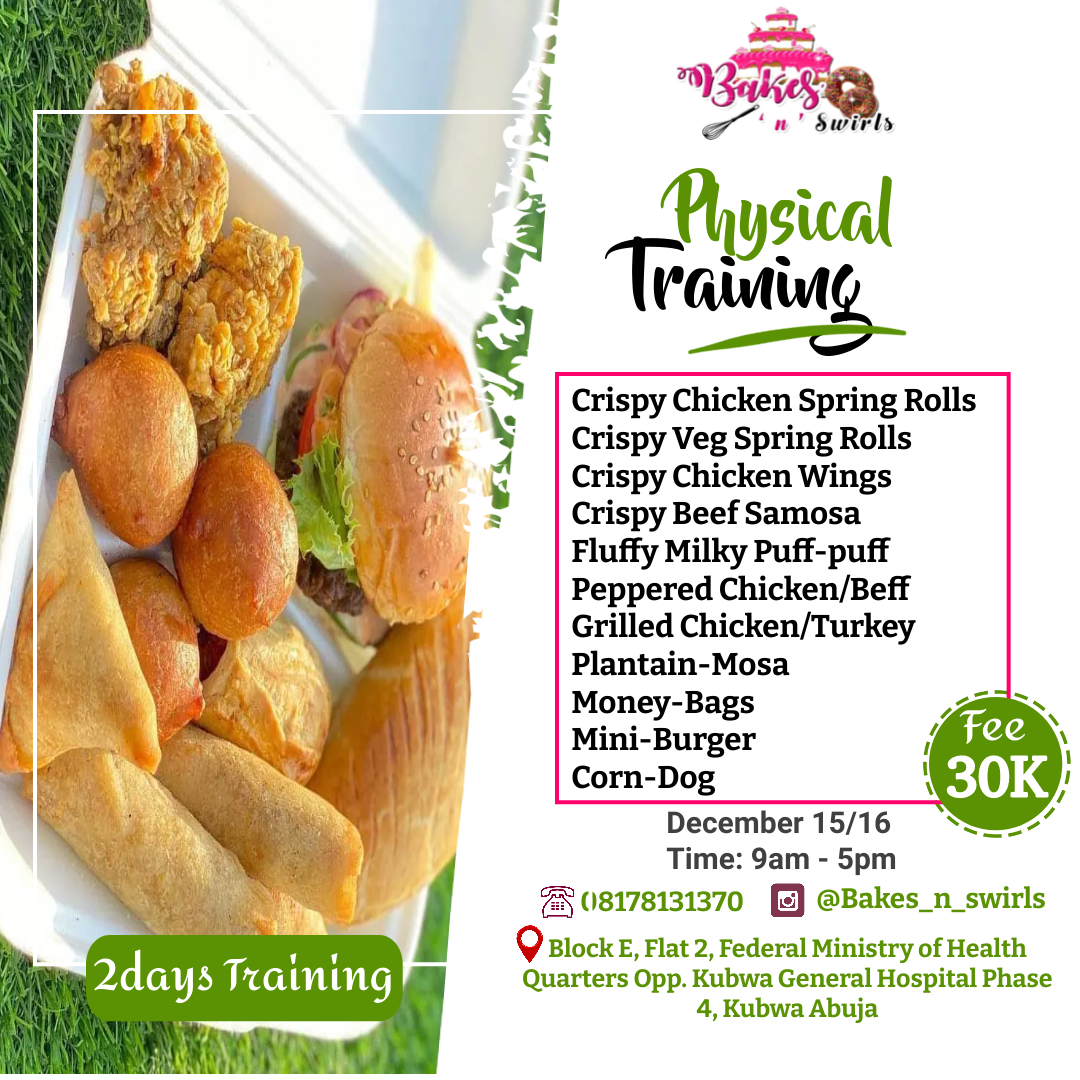 Bakes
'n' Swirls
Physical
Training
Crispy Chicken Spring Rolls
Crispy Veg Spring Rolls
Crispy Chicken Wings
Crispy Beef Samosa
Fluffy Milky Puff-puff
Peppered Chicken/Beff
Grilled Chicken/Turkey
Plantain-Mosa
Money-Bags
Mini-Burger
Corn-Dog
Fee
30K
December 15/16
Time: 9am - 5pm
08178131370
@Bakes_n_swirls
Block E, Flat 2, Federal Ministry of Health
Quarters Opp. Kubwa General Hospital Phase
4, Kubwa Abuja
2days Training